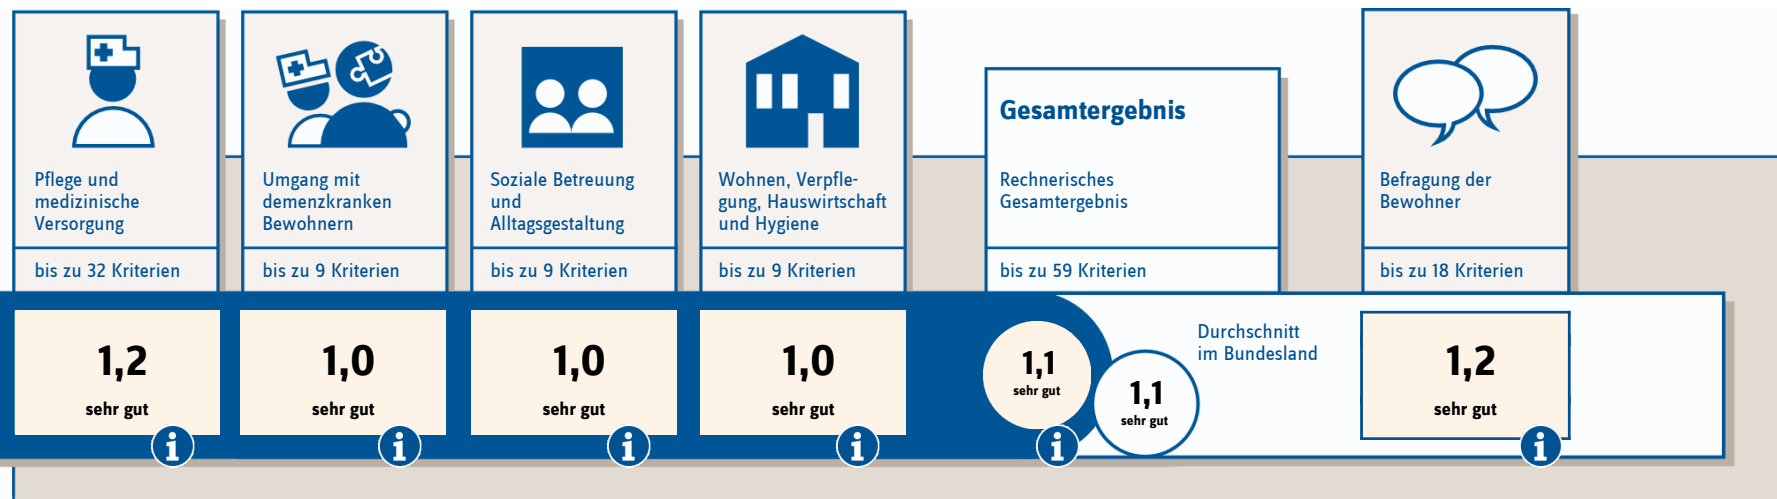 Pflege und
medizinische
Versorgung
bis zu 32 Kriterien
1,2
sehr gut
i
Umgang mit
demenzkranken
Bewohnern
bis zu 9 Kriterien
1,0
sehr gut
i
Soziale Betreuung
und
Alltagsgestaltung
bis zu 9 Kriterien
1,0
sehr gut
i
Wohnen, Verpfle-
gung, Hauswirtschaft
und Hygiene
bis zu 9 Kriterien
1,0
sehr gut
i
Gesamtergebnis
Rechnerisches
Gesamtergebnis
bis zu 59 Kriterien
1,1
sehr gut
i
1,1
sehr gut
Durchschnitt
im Bundesland
Befragung der
Bewohner
bis zu 18 Kriterien
1,2
sehr gut
i